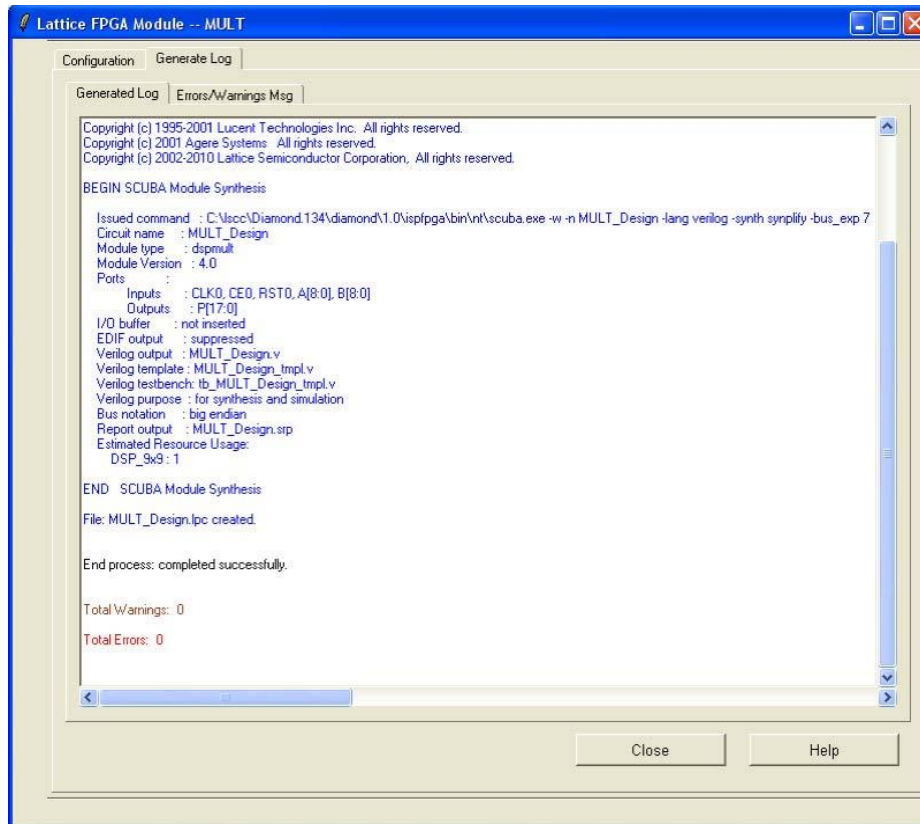 Lattice FPGA Module -- MULT
Configuration Generate Log
Generated Log Errors/Warnings Msg
Copyright (c) 1995-2001 Lucent Technologies Inc. All rights reserved.
Copyright (c) 2001 Agere Systems All rights reserved.
Copyright (c) 2002-2010 Lattice Semiconductor Corporation, All rights reserved.
BEGIN SCUBA Module Synthesis
Issued command : C:\lscc\Diamond.134\diamond\1.0\ispfpga\bin\nt\scuba.exe -w -n MULT_Design -lang verilog -synth synplify -bus_exp 7
Circuit name : MULT_Design
Module type : dspmult
Module Version : 4.0
Ports :
Inputs : CLK0, CE0, RST0, A[8:0], B[8:0]
Outputs : P[17:0]
I/O buffer : not inserted
EDIF output : suppressed
Verilog output : MULT_Design.v
Verilog template : MULT_Design_tmpl.v
Verilog testbench: tb_MULT_Design_tmpl.v
Verilog purpose : for synthesis and simulation
Bus notation : big endian
Report output : MULT_Design.srp
Estimated Resource Usage:
DSP_9x9 : 1
END SCUBA Module Synthesis
File: MULT_Design.lpc created.
End process: completed successfully.
Total Warnings: 0
Total Errors: 0
Close Help